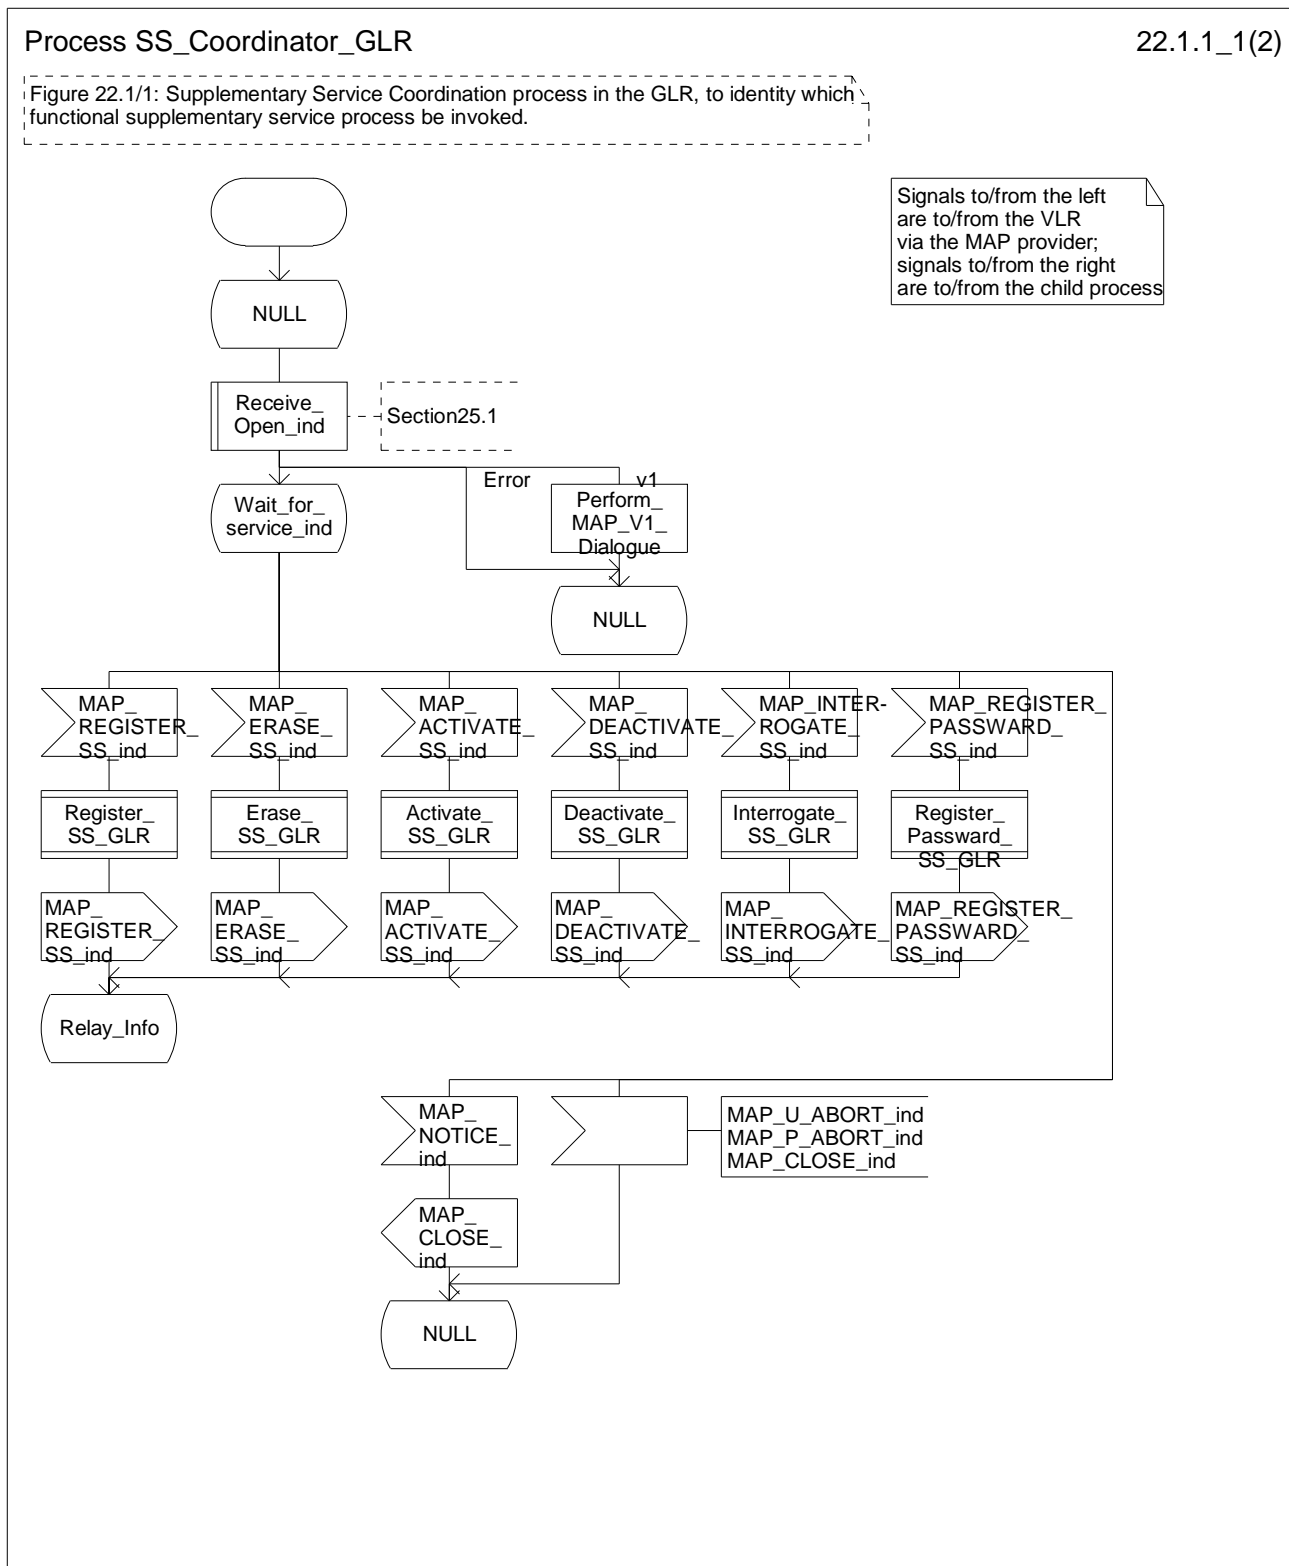 Process SS_Coordinator_GLR
22.1.1_1(2)
Figure 22.1/1: Supplementary Service Coordination process in the GLR, to identity which
functional supplementary service process be invoked.
Signals to/from the left
are to/from the VLR
via the MAP provider;
signals to/from the right
are to/from the child process
NULL
Receive_
Open_ind
Section25.1
Error
v1
Wait_for_
service_ind
Perform_
MAP_V1_
Dialogue
NULL
MAP_
REGISTER_
SS_ind
MAP_
ERASE_
SS_ind
MAP_
ACTIVATE_
SS_ind
MAP_
DEACTIVATE_
SS_ind
MAP_INTER-
ROGATE_
SS_ind
MAP_REGISTER_
PASSWARD_
SS_ind
Register_
SS_GLR
Erase_
SS_GLR
Activate_
SS_GLR
Deactivate_
SS_GLR
Interrogate_
SS_GLR
Register_
Passward_
SS_GLR
MAP_
REGISTER_
SS_ind
MAP_
ERASE_
SS_ind
MAP_
ACTIVATE_
SS_ind
MAP_
DEACTIVATE_
SS_ind
MAP_
INTERROGATE_
SS_ind
MAP_REGISTER_
PASSWARD_
SS_ind
Relay_Info
MAP_
NOTICE_
ind
MAP_U_ABORT_ind
MAP_P_ABORT_ind
MAP_CLOSE_ind
MAP_
CLOSE_
ind
NULL